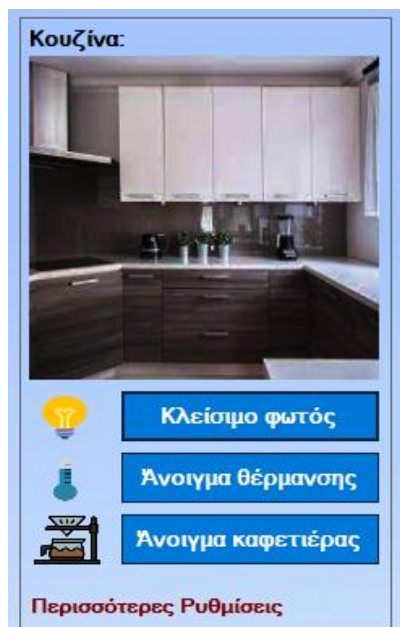 Κουζίνα:
Κλείσιμο φωτός
Άνοιγμα θέρμανσης
Άνοιγμα καφετιέρας
Περισσότερες Ρυθμίσεις